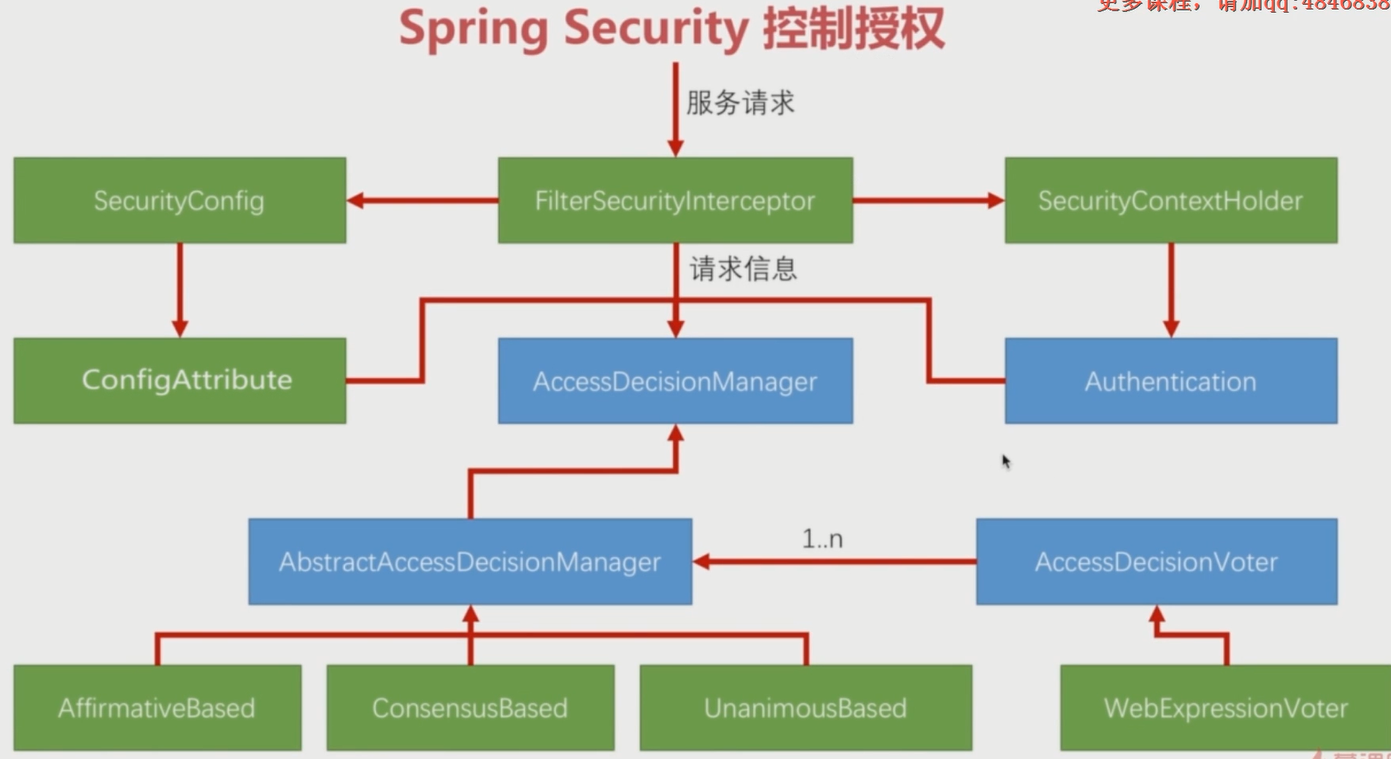 更多课程，请加qq:4846838
Spring Security 控制授权
服务请求
SecurityConfig
FilterSecurityInterceptor
SecurityContextHolder
请求信息
ConfigAttribute
AccessDecisionManager
Authentication
AbstractAccessDecisionManager
1..n
AccessDecisionVoter
AffirmativeBased
ConsensusBased
UnanimousBased
WebExpressionVoter